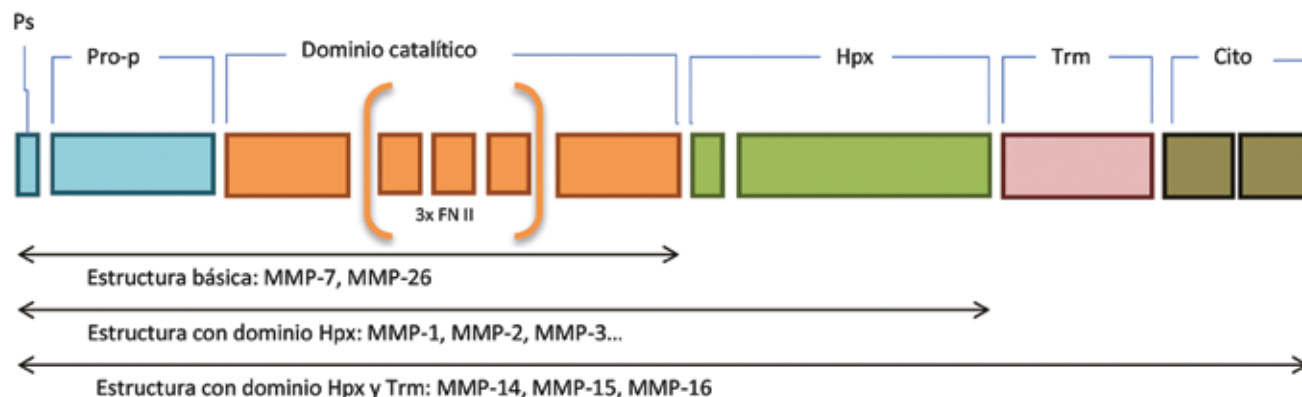 Ps
Pro-p
Dominio catalítico
Hpx
Trm
Cito
3x FN II
Estructura básica: MMP-7, MMP-26
Estructura con dominio Hpx: MMP-1, MMP-2, MMP-3...
Estructura con dominio Hpx y Trm: MMP-14, MMP-15, MMP-16